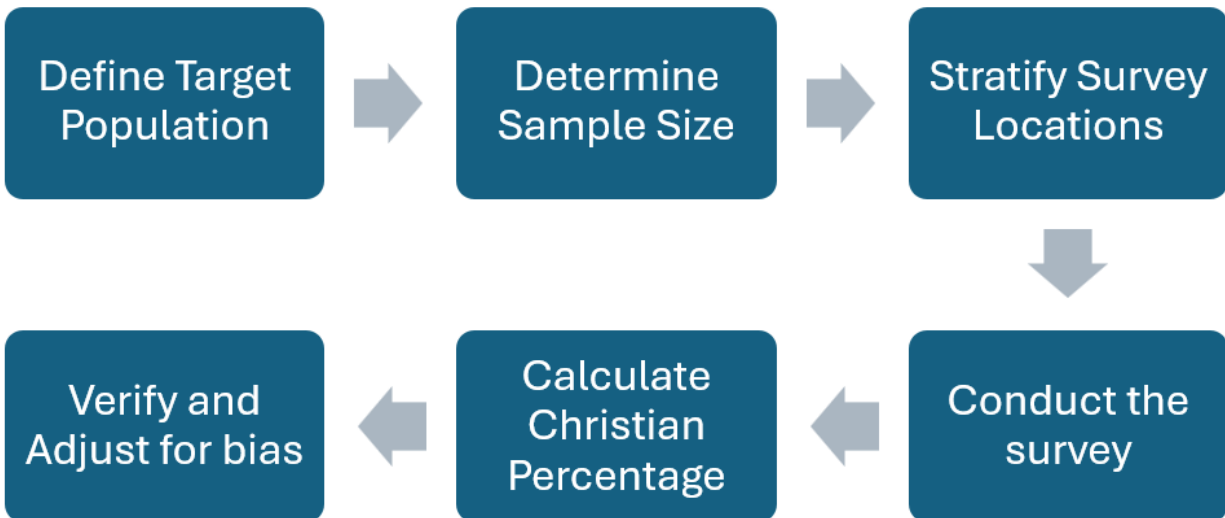 Define Target
Population
Determine
Sample Size
Stratify Survey
Locations
Conduct the
survey
Calculate
Christian
Percentage
Verify and
Adjust for bias